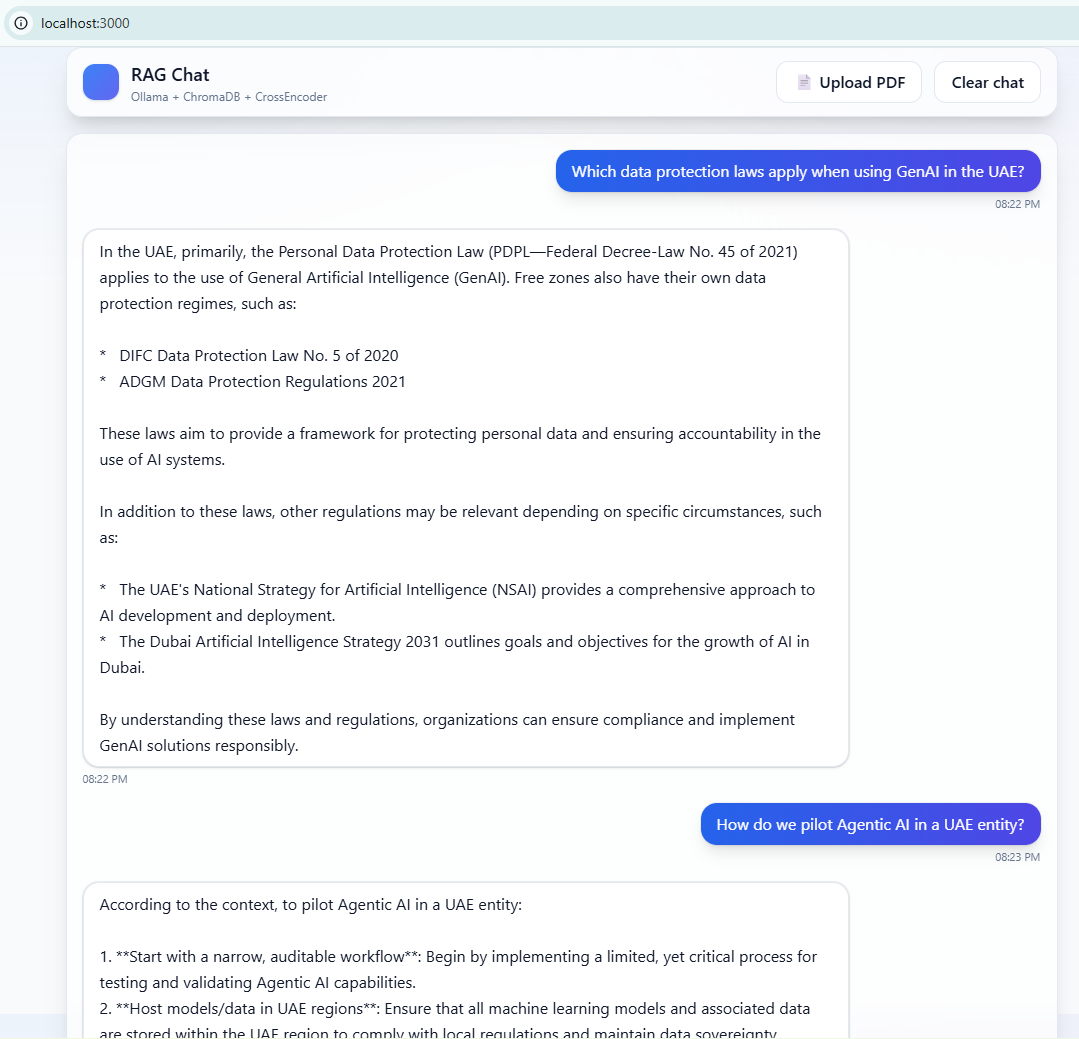 localhost:3000
RAG Chat
Ollama + ChromaDB + CrossEncoder
Upload PDF
Clear chat
Which data protection laws apply when using GenAI in the UAE?
08:22 PM
In the UAE, primarily, the Personal Data Protection Law (PDPL—Federal Decree-Law No. 45 of 2021)
applies to the use of General Artificial Intelligence (GenAI). Free zones also have their own data
protection regimes, such as:
* DIFC Data Protection Law No. 5 of 2020
* ADGM Data Protection Regulations 2021
These laws aim to provide a framework for protecting personal data and ensuring accountability in the
use of AI systems.
In addition to these laws, other regulations may be relevant depending on specific circumstances, such
as:
* The UAE's National Strategy for Artificial Intelligence (NSAI) provides a comprehensive approach to
AI development and deployment.
* The Dubai Artificial Intelligence Strategy 2031 outlines goals and objectives for the growth of AI in
Dubai.
By understanding these laws and regulations, organizations can ensure compliance and implement
GenAI solutions responsibly.
08:22 PM
How do we pilot Agentic AI in a UAE entity?
08:23 PM
According to the context, to pilot Agentic AI in a UAE entity:
1. **Start with a narrow, auditable workflow**: Begin by implementing a limited, yet critical process for
testing and validating Agentic AI capabilities.
2. **Host models/data in UAE regions**: Ensure that all machine learning models and associated data
are stored within the UAE region to comply with local regulations and maintain data sovereignty